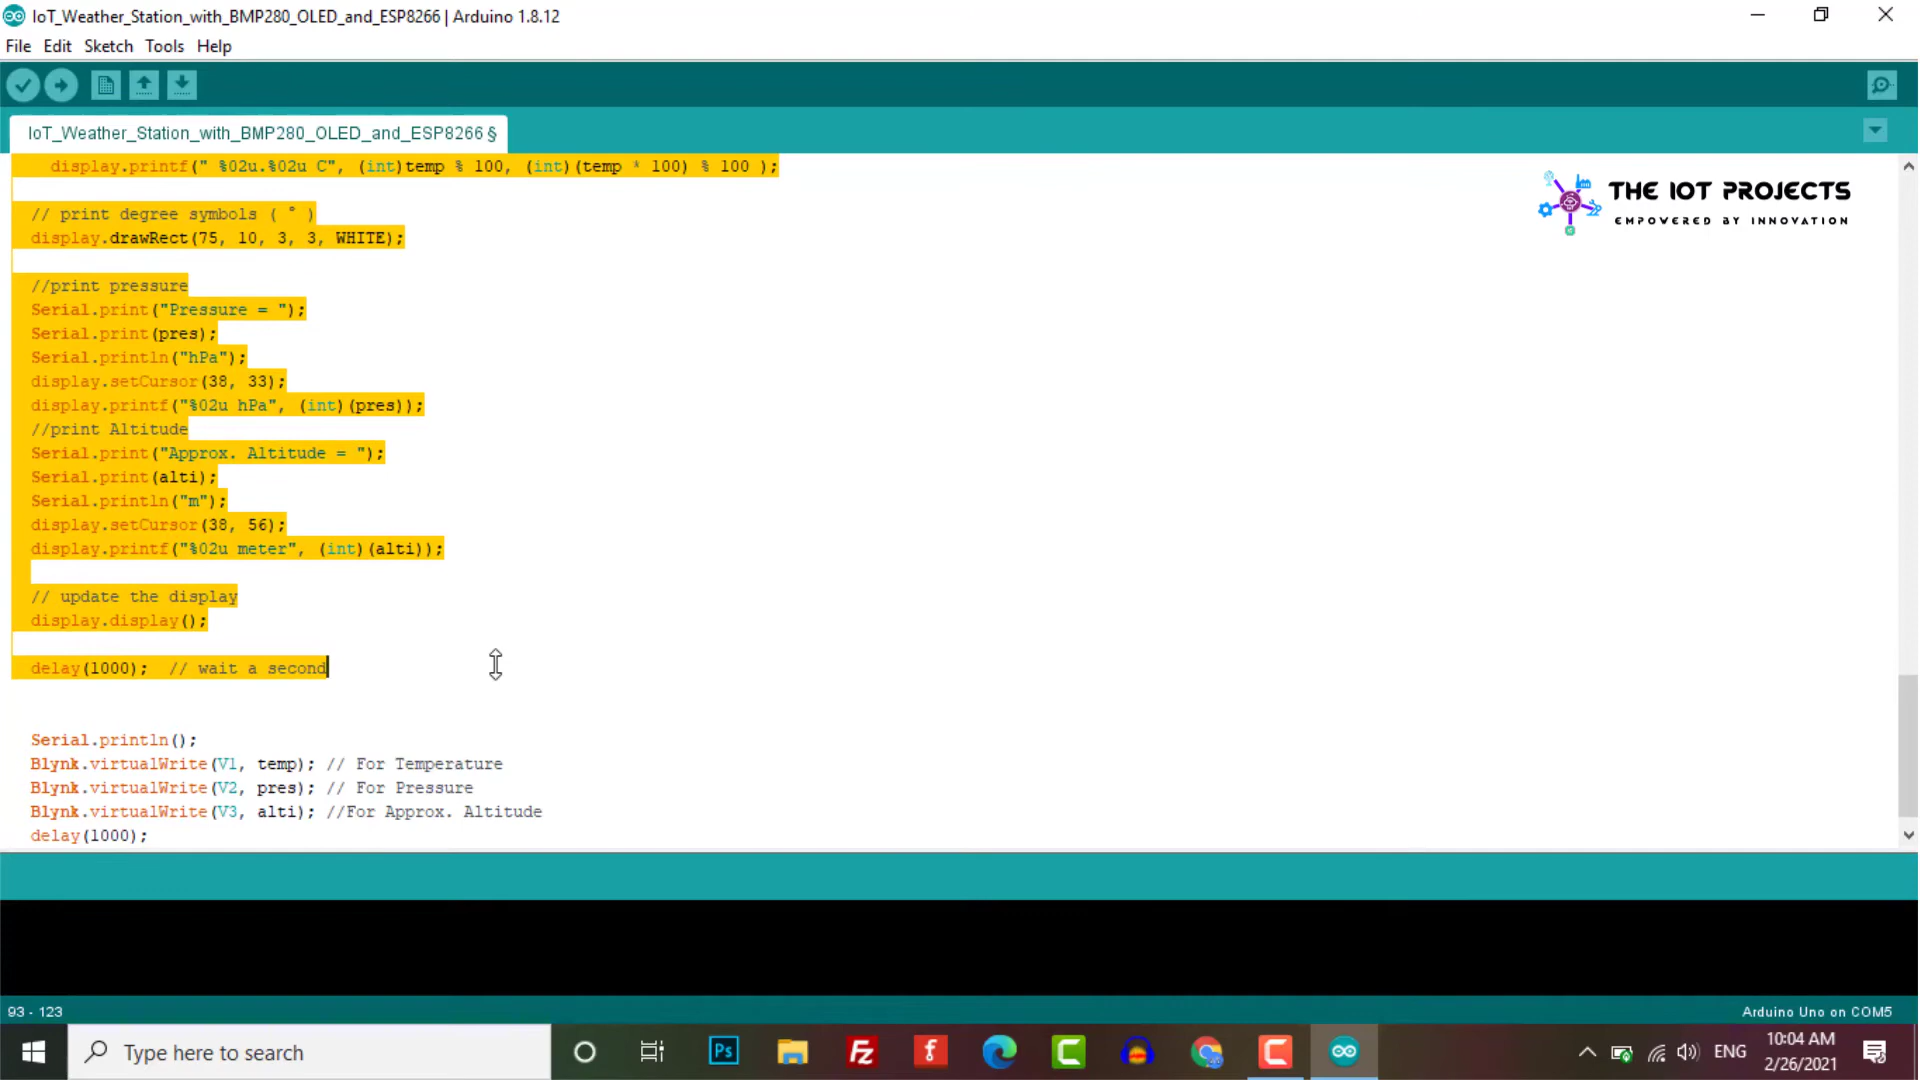 IoT_Weather_Station_with_BMP280_OLED_and_ESP8266 | Arduino 1.8.12
File Edit Sketch Tools Help
IoT_Weather_Station_with_BMP280_OLED_and_ESP8266 §
display.printf(" %02u.%02u C", (int)temp % 100, (int)(temp * 100) % 100 );
// print degree symbols ( ° )
display.drawRect(75, 10, 3, 3, WHITE);
//print pressure
Serial.print("Pressure = ");
Serial.print(pres);
Serial.println("hPa");
display.setCursor(38, 33);
display.printf("%02u hPa", (int)(pres));
//print Altitude
Serial.print("Approx. Altitude = ");
Serial.print(alti);
Serial.println("m");
display.setCursor(38, 56);
display.printf("%02u meter", (int)(alti));
// update the display
display.display();
delay(1000);  // wait a second
Serial.println();
Blynk.virtualWrite(V1, temp); // For Temperature
Blynk.virtualWrite(V2, pres); // For Pressure
Blynk.virtualWrite(V3, alti); //For Approx. Altitude
delay(1000);
THE IOT PROJECTS
EMPOWERED BY INNOVATION
93 - 123
Arduino Uno on COM5
Type here to search
Ps
Fz
f
C
C
ENG
10:04 AM
2/26/2021